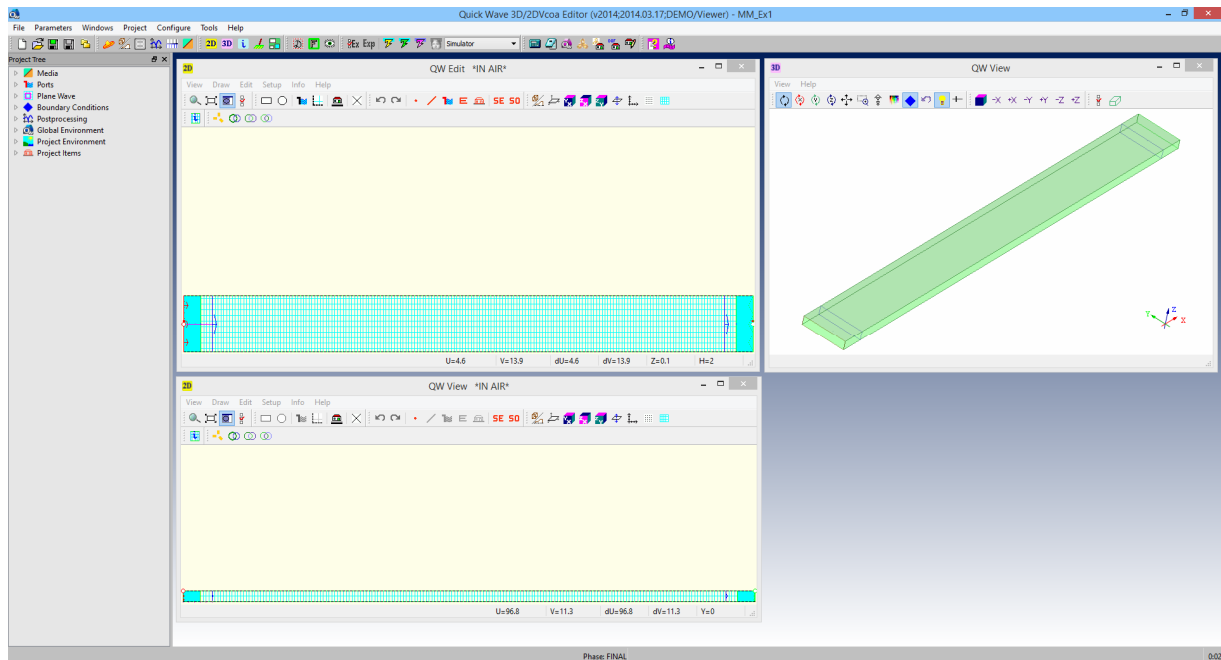 Quick Wave 3D/2DVcoa Editor (v2014;2014.03.17;DEMO/Viewer) - MM_Ex1
File Parameters Windows Project Configure Tools Help
2D 3D i BEx Exp Simulator
Project Tree
Media
Ports
Plane Wave
Boundary Conditions
Postprocessing
Global Environment
Project Environment
Project Items
2D QW Edit *IN AIR*
View Draw Edit Setup Info Help
SE SO
U=4.6 V=13.9 dU=4.6 dV=13.9 Z=0.1 H=2
2D QW View *IN AIR*
View Draw Edit Setup Info Help
SE SO
U=96.8 V=11.3 dU=96.8 dV=11.3 Y=0
3D QW View
View Help
-X +X -Y +Y -Z +Z
Y Z X
Phase: FINAL